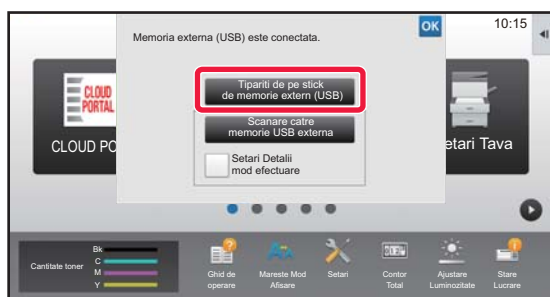 Memoria externa (USB) este conectata.
OK
10:15
Tipariti de pe stick
de memorie extern (USB)
Scanare catre
memorie USB externa
Setari Detalii
mod efectuare
CLOUD
PORTAL
CLOUD PO
etari Tava
Cantitate toner
Bk
C
M
Y
Ghid de
operare
Mareste Mod
Afisare
Setari
Contor
Total
Ajustare
Luminozitate
Stare
Lucrare